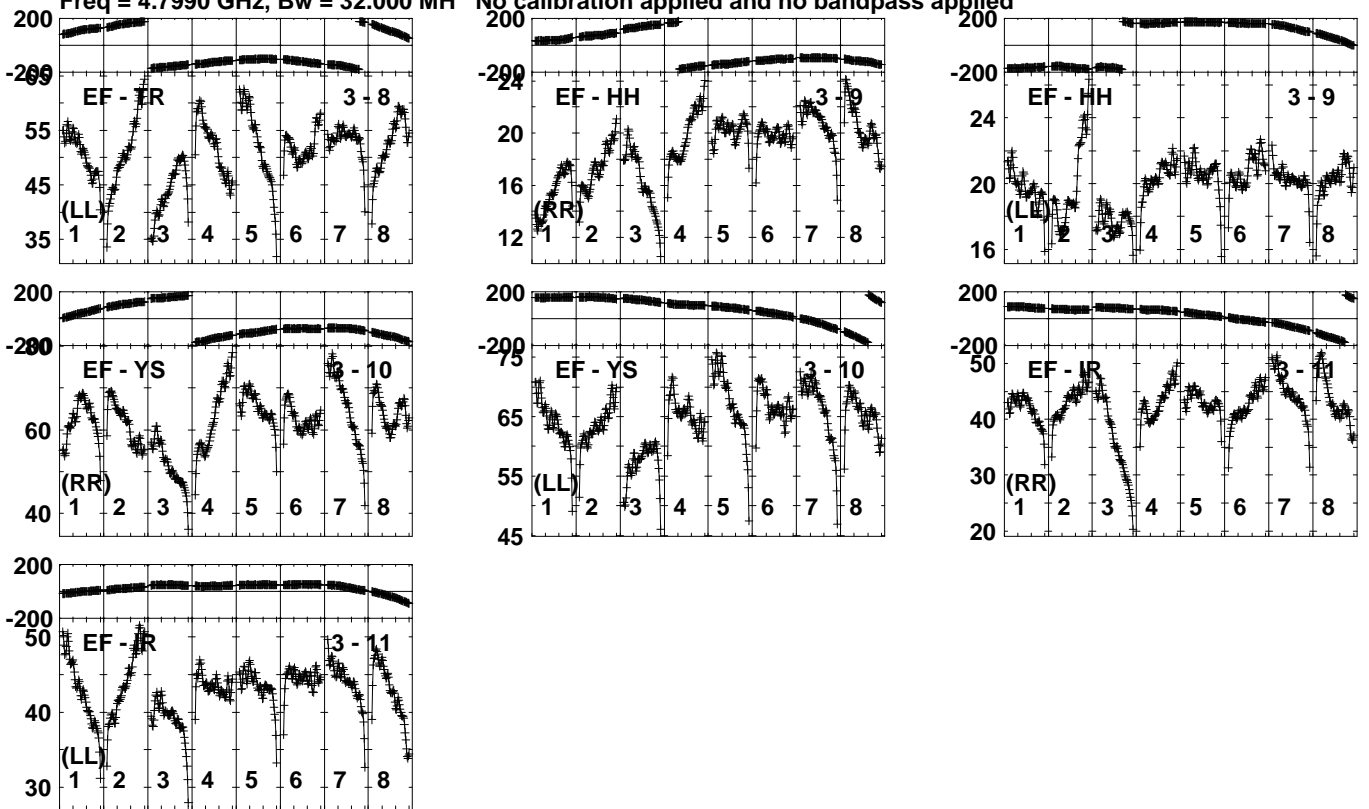 Freq = 4.7990 GHz, Bw = 32.000 MH No calibration applied and no bandpass applied
200
-200
65
55
45
35
EF - TR
3 - 8
(LL)
1 2 3 4 5 6 7 8
200
-200
24
20
16
12
EF - HH
3 - 9
(RR)
1 2 3 4 5 6 7 8
200
-200
24
20
16
EF - HH
3 - 9
(LL)
1 2 3 4 5 6 7 8
200
-200
80
60
40
EF - YS
3 - 10
(RR)
1 2 3 4 5 6 7 8
200
-200
75
65
55
45
EF - YS
3 - 10
(LL)
1 2 3 4 5 6 7 8
200
-200
50
40
30
20
EF - IR
3 - 11
(RR)
1 2 3 4 5 6 7 8
200
-200
50
40
30
EF - IR
3 - 11
(LL)
1 2 3 4 5 6 7 8